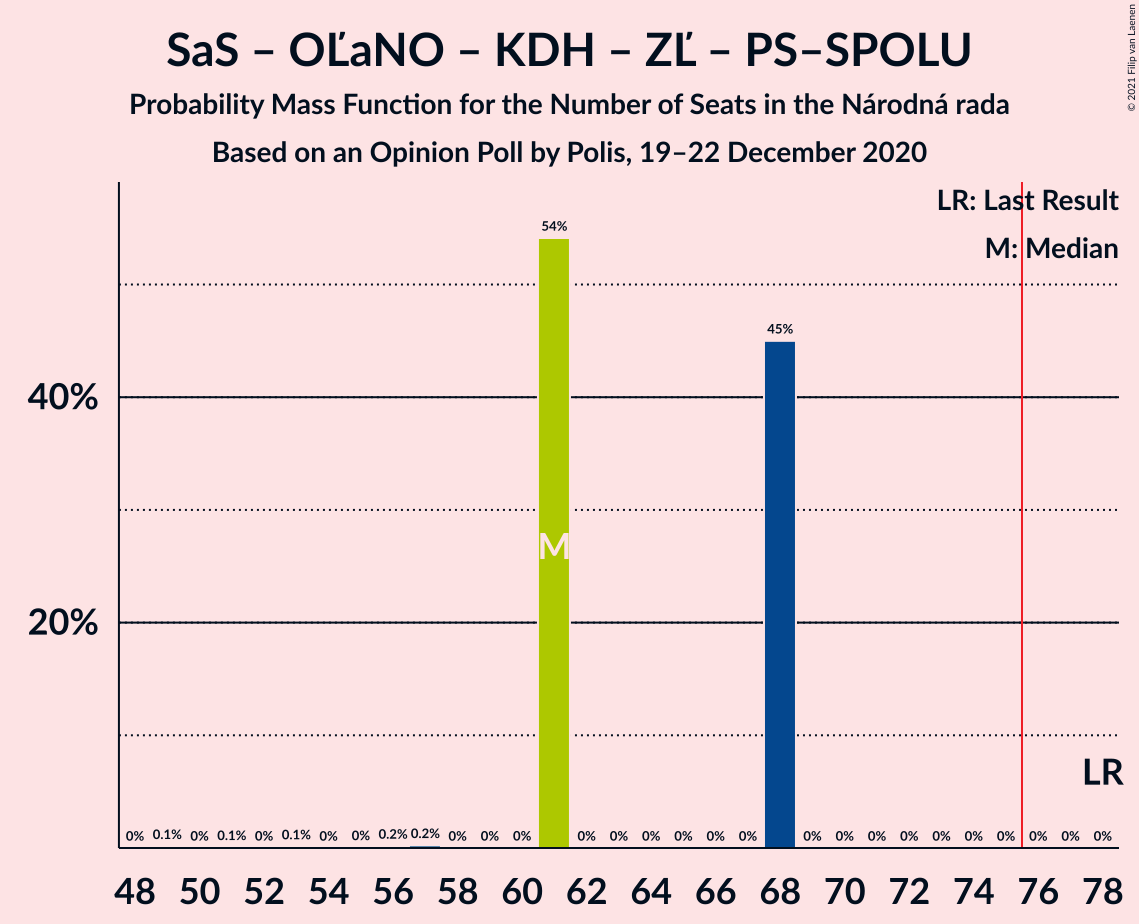 SaS – OĽaNO – KDH – ZĽ – PS–SPOLU
Probability Mass Function for the Number of Seats in the Národná rada
Based on an Opinion Poll by Polis, 19–22 December 2020
© 2021 Filip van Laenen
LR: Last Result
M: Median
54%
45%
40%
20%
M
LR
0% 0.1% 0% 0.1% 0% 0.1% 0% 0% 0.2% 0.2% 0% 0% 0% 0% 0% 0% 0% 0% 0% 0% 0% 0% 0% 0% 0% 0% 0% 0% 0%
48 50 52 54 56 58 60 62 64 66 68 70 72 74 76 78